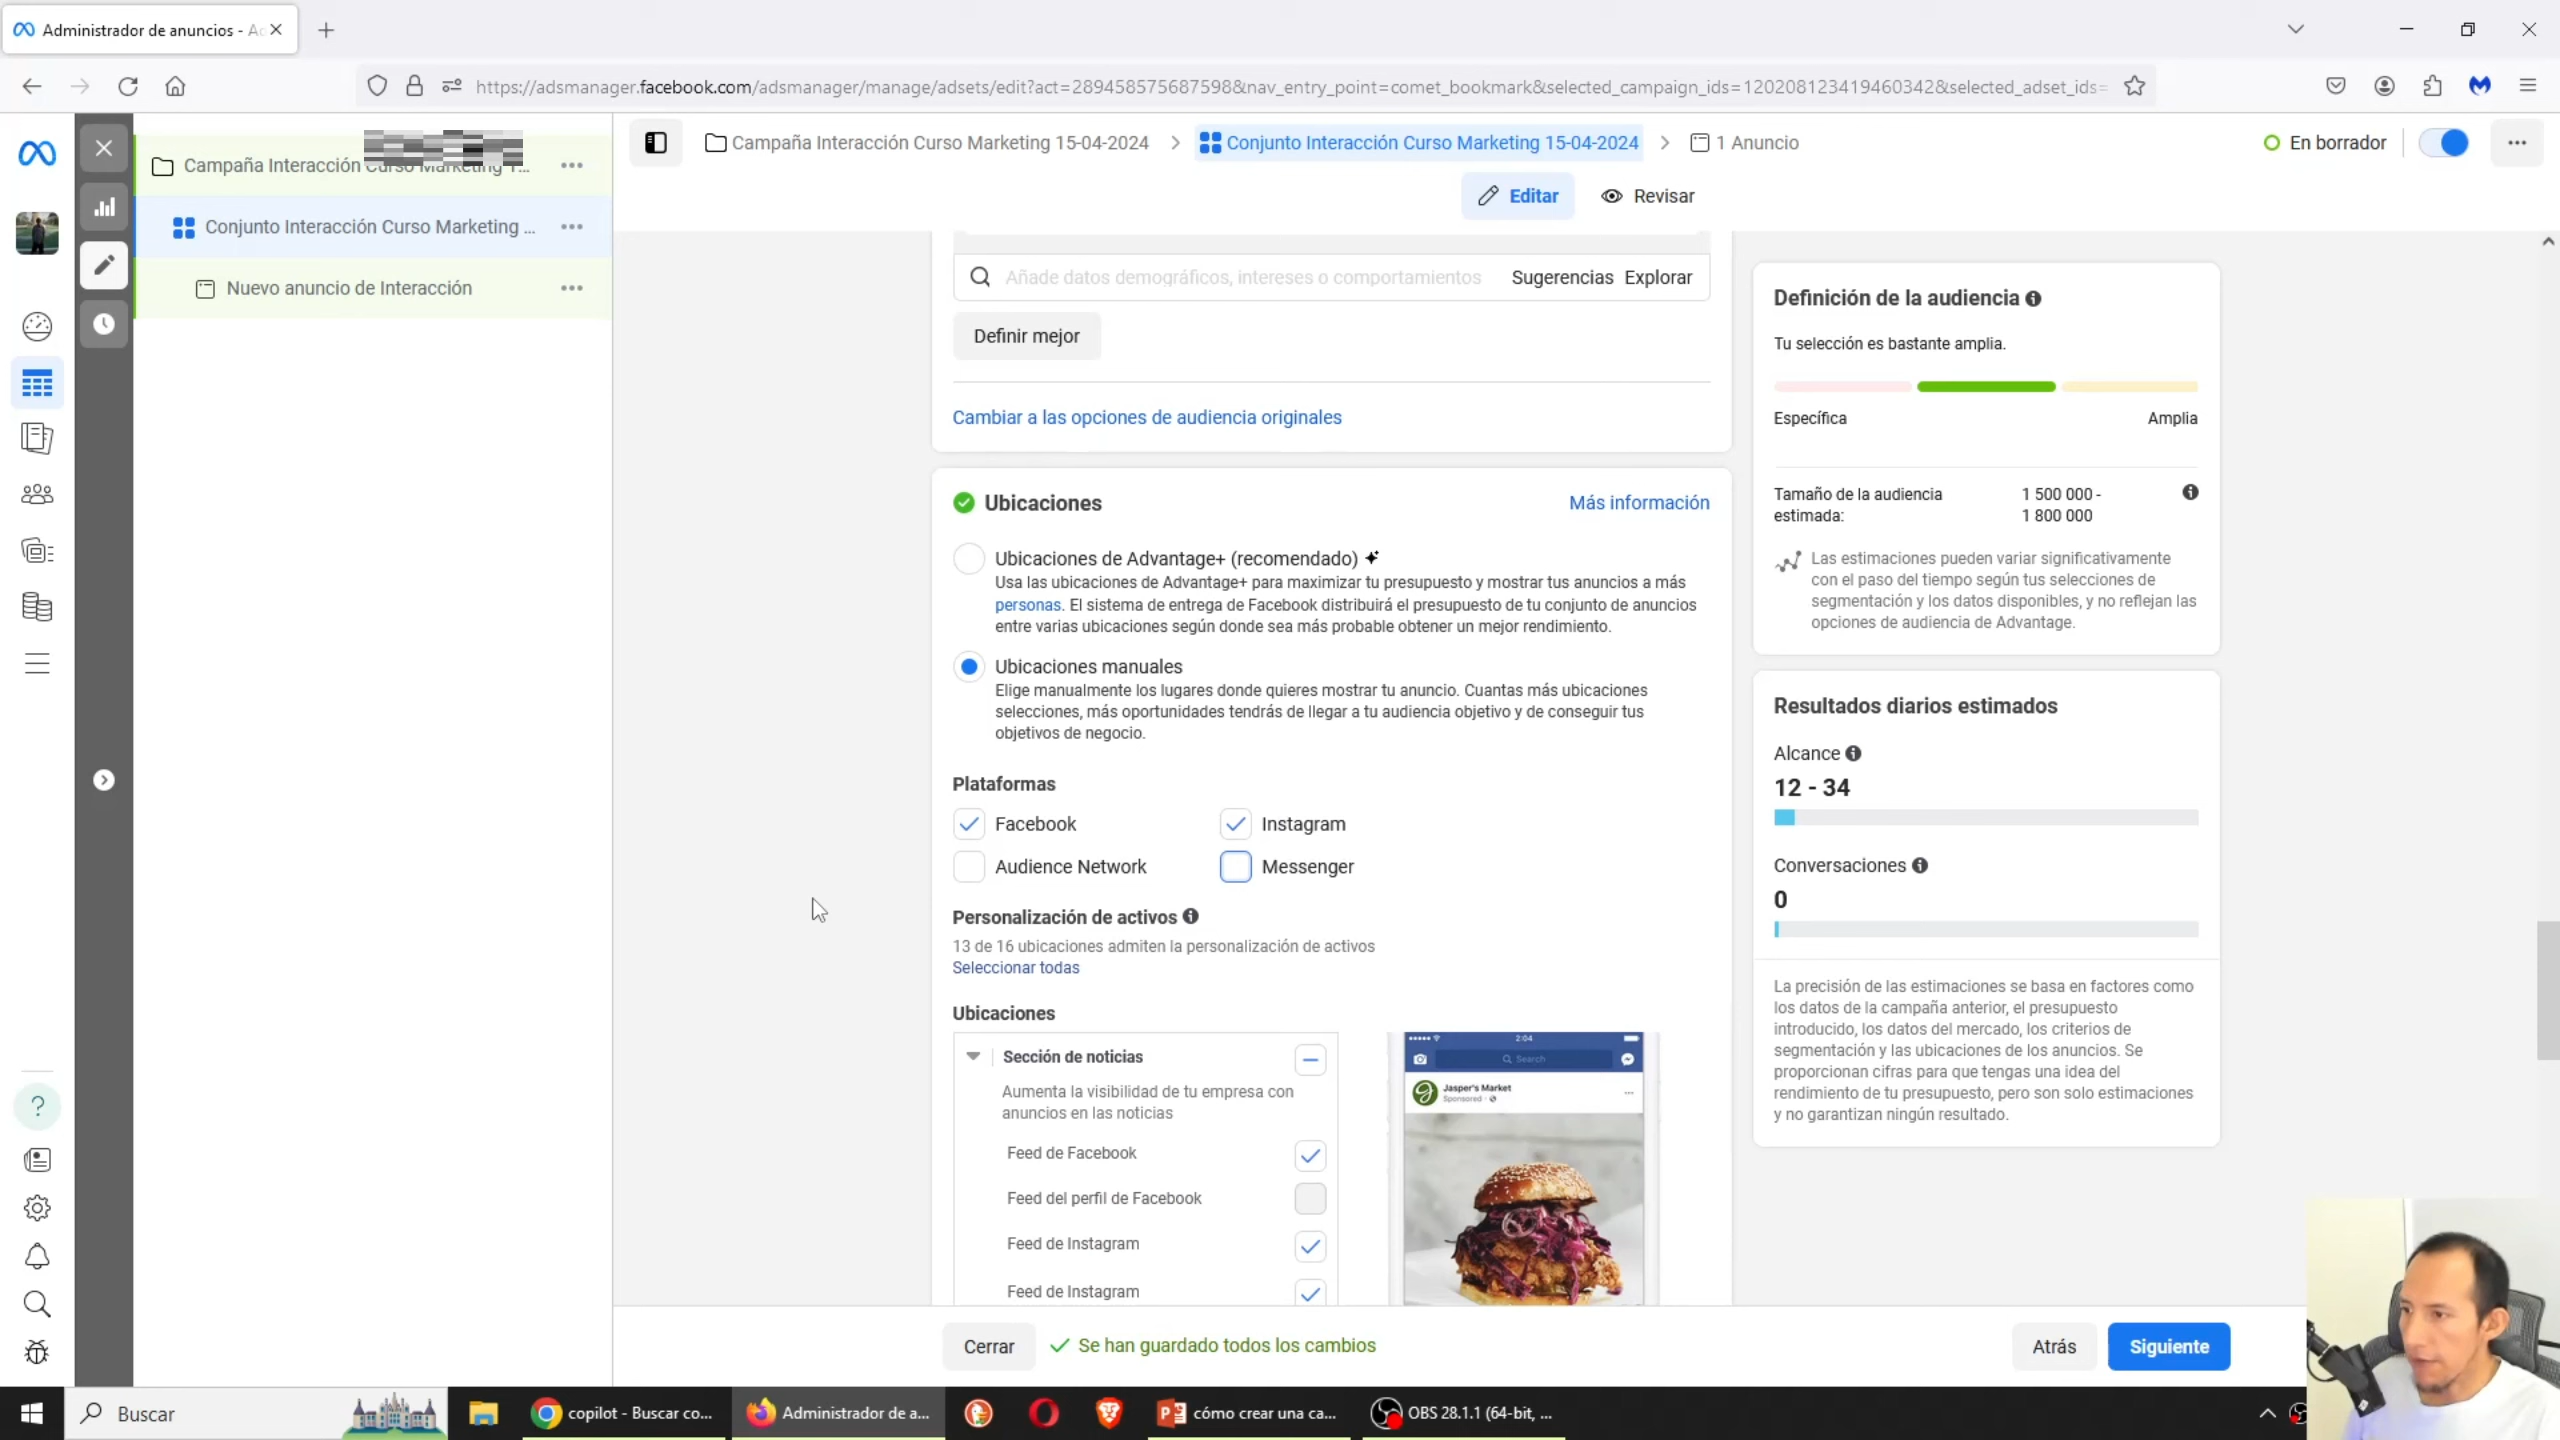 Administrador de anuncios - Ad
https://adsmanager.facebook.com/adsmanager/manage/adsets/edit?act=289458575687598&nav_entry_point=comet_bookmark&selected_campaign_ids=120208123419460342&selected_adset_ids=
Campaña Interacción Curso Marketing 1...
Conjunto Interacción Curso Marketing ...
Nuevo anuncio de Interacción
Campaña Interacción Curso Marketing 15-04-2024
Conjunto Interacción Curso Marketing 15-04-2024
1 Anuncio
En borrador
Editar
Revisar
Añade datos demográficos, intereses o comportamientos
Sugerencias
Explorar
Definir mejor
Cambiar a las opciones de audiencia originales
Ubicaciones
Más información
Ubicaciones de Advantage+ (recomendado)
Usa las ubicaciones de Advantage+ para maximizar tu presupuesto y mostrar tus anuncios a más
personas. El sistema de entrega de Facebook distribuirá el presupuesto de tu conjunto de anuncios
entre varias ubicaciones según donde sea más probable obtener un mejor rendimiento.
Ubicaciones manuales
Elige manualmente los lugares donde quieres mostrar tu anuncio. Cuantas más ubicaciones
selecciones, más oportunidades tendrás de llegar a tu audiencia objetivo y de conseguir tus
objetivos de negocio.
Plataformas
Facebook
Instagram
Audience Network
Messenger
Personalización de activos
13 de 16 ubicaciones admiten la personalización de activos
Seleccionar todas
Ubicaciones
Sección de noticias
Aumenta la visibilidad de tu empresa con
anuncios en las noticias
Feed de Facebook
Feed del perfil de Facebook
Feed de Instagram
Feed de Instagram
2:04
Search
Jasper's Market
Sponsored
Definición de la audiencia
Tu selección es bastante amplia.
Específica
Amplia
Tamaño de la audiencia
estimada:
1 500 000 -
1 800 000
Las estimaciones pueden variar significativamente
con el paso del tiempo según tus selecciones de
segmentación y los datos disponibles, y no reflejan las
opciones de audiencia de Advantage.
Resultados diarios estimados
Alcance
12 - 34
Conversaciones
0
La precisión de las estimaciones se basa en factores como
los datos de la campaña anterior, el presupuesto
introducido, los datos del mercado, los criterios de
segmentación y las ubicaciones de los anuncios. Se
proporcionan cifras para que tengas una idea del
rendimiento de tu presupuesto, pero son solo estimaciones
y no garantizan ningún resultado.
Cerrar
Se han guardado todos los cambios
Atrás
Siguiente
Buscar
copilot - Buscar co...
Administrador de a...
cómo crear una ca...
OBS 28.1.1 (64-bit, ...